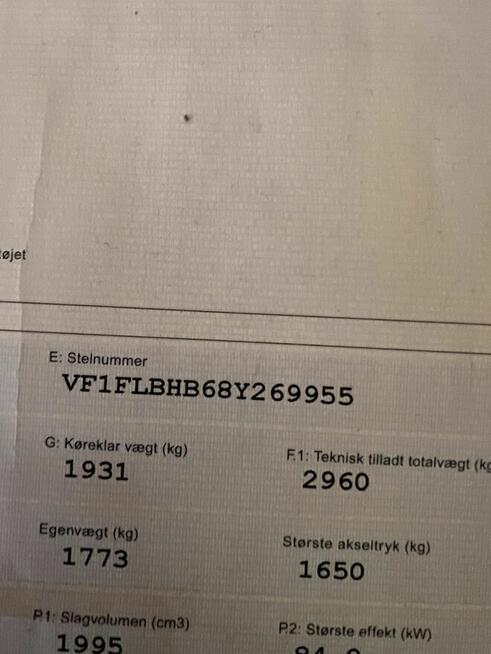 E: Stelnummer
VF1FLBHB68Y269955
G: Køreklar vægt (kg)
F.1: Teknisk tilladt totalvægt (kg
1931
2960
Egenvægt (kg)
Største akseltryk (kg)
1773
1650
P.1: Slagvolumen (cm3)
P.2: Største effekt (kW)
1995